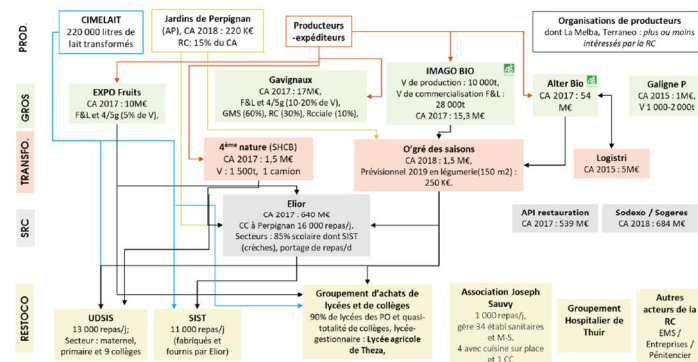 PROD.
CIMELAIT
220 000 litres de
lait transformés
Jardins de Perpignan
(AP), CA 2018 : 220 K€
RC: 15% du CA
Producteurs
-expéditeurs
Organisations de producteurs
dont La Melba, Terraneo : plus ou moins
intéressés par la RC
GROS
EXPO Fruits
CA 2017 : 10M€
F&L et 4/5g (5% de V),
Gavignaux
CA 2017 : 17M€,
F&L et 4/5g (10-20% de V),
GMS (60%), RC (30%), Rcciale (10%),
IMAGO BIO
V de production : 10 000t,
V de commercialisation F&L :
28 000t
CA 2017 : 15,3 M€
Alter Bio
CA 2017 : 54
M€
Galigne P
CA 2015 : 1M€,
V 1 000-2 000t
TRANSFO.
4ème nature (SHCB)
CA 2017 : 1,5 M€
V : 1 500t, 1 camion
O'gré des saisons
CA 2018 : 1,5 M€,
Prévisionnel 2019 en légumerie(150 m2) :
250 K€.
Logistri
CA 2015 : 5M€
SRC
Elior
CA 2017 : 640 M€
CC à Perpignan 16 000 repas/j.
Secteurs : 85% scolaire dont SIST
(crèches), portage de repas/d
API restauration
CA 2017 : 539 M€
Sodexo / Sogeres
CA 2018 : 684 M€
RESTOCO
UDSIS
13 000 repas/j;
Secteur : maternel,
primaire et 9 collèges
SIST
11 000 repas/j
(fabriqués et
fournis par Elior)
Groupement d'achats de
lycées et de collèges
90% de lycées des PO et quasi-
totalité de collèges, lycée-
gestionnaire : Lycée agricole
de Theza,
Association Joseph
Sauvy
1 000 repas/j,
gère 34 établ sanitaires
et M-S.
4 avec cuisine sur place
et 1 CC
Groupement
Hospitalier de
Thuir
Autres
acteurs de la
RC
EMS /
Entreprises /
Pénitencier